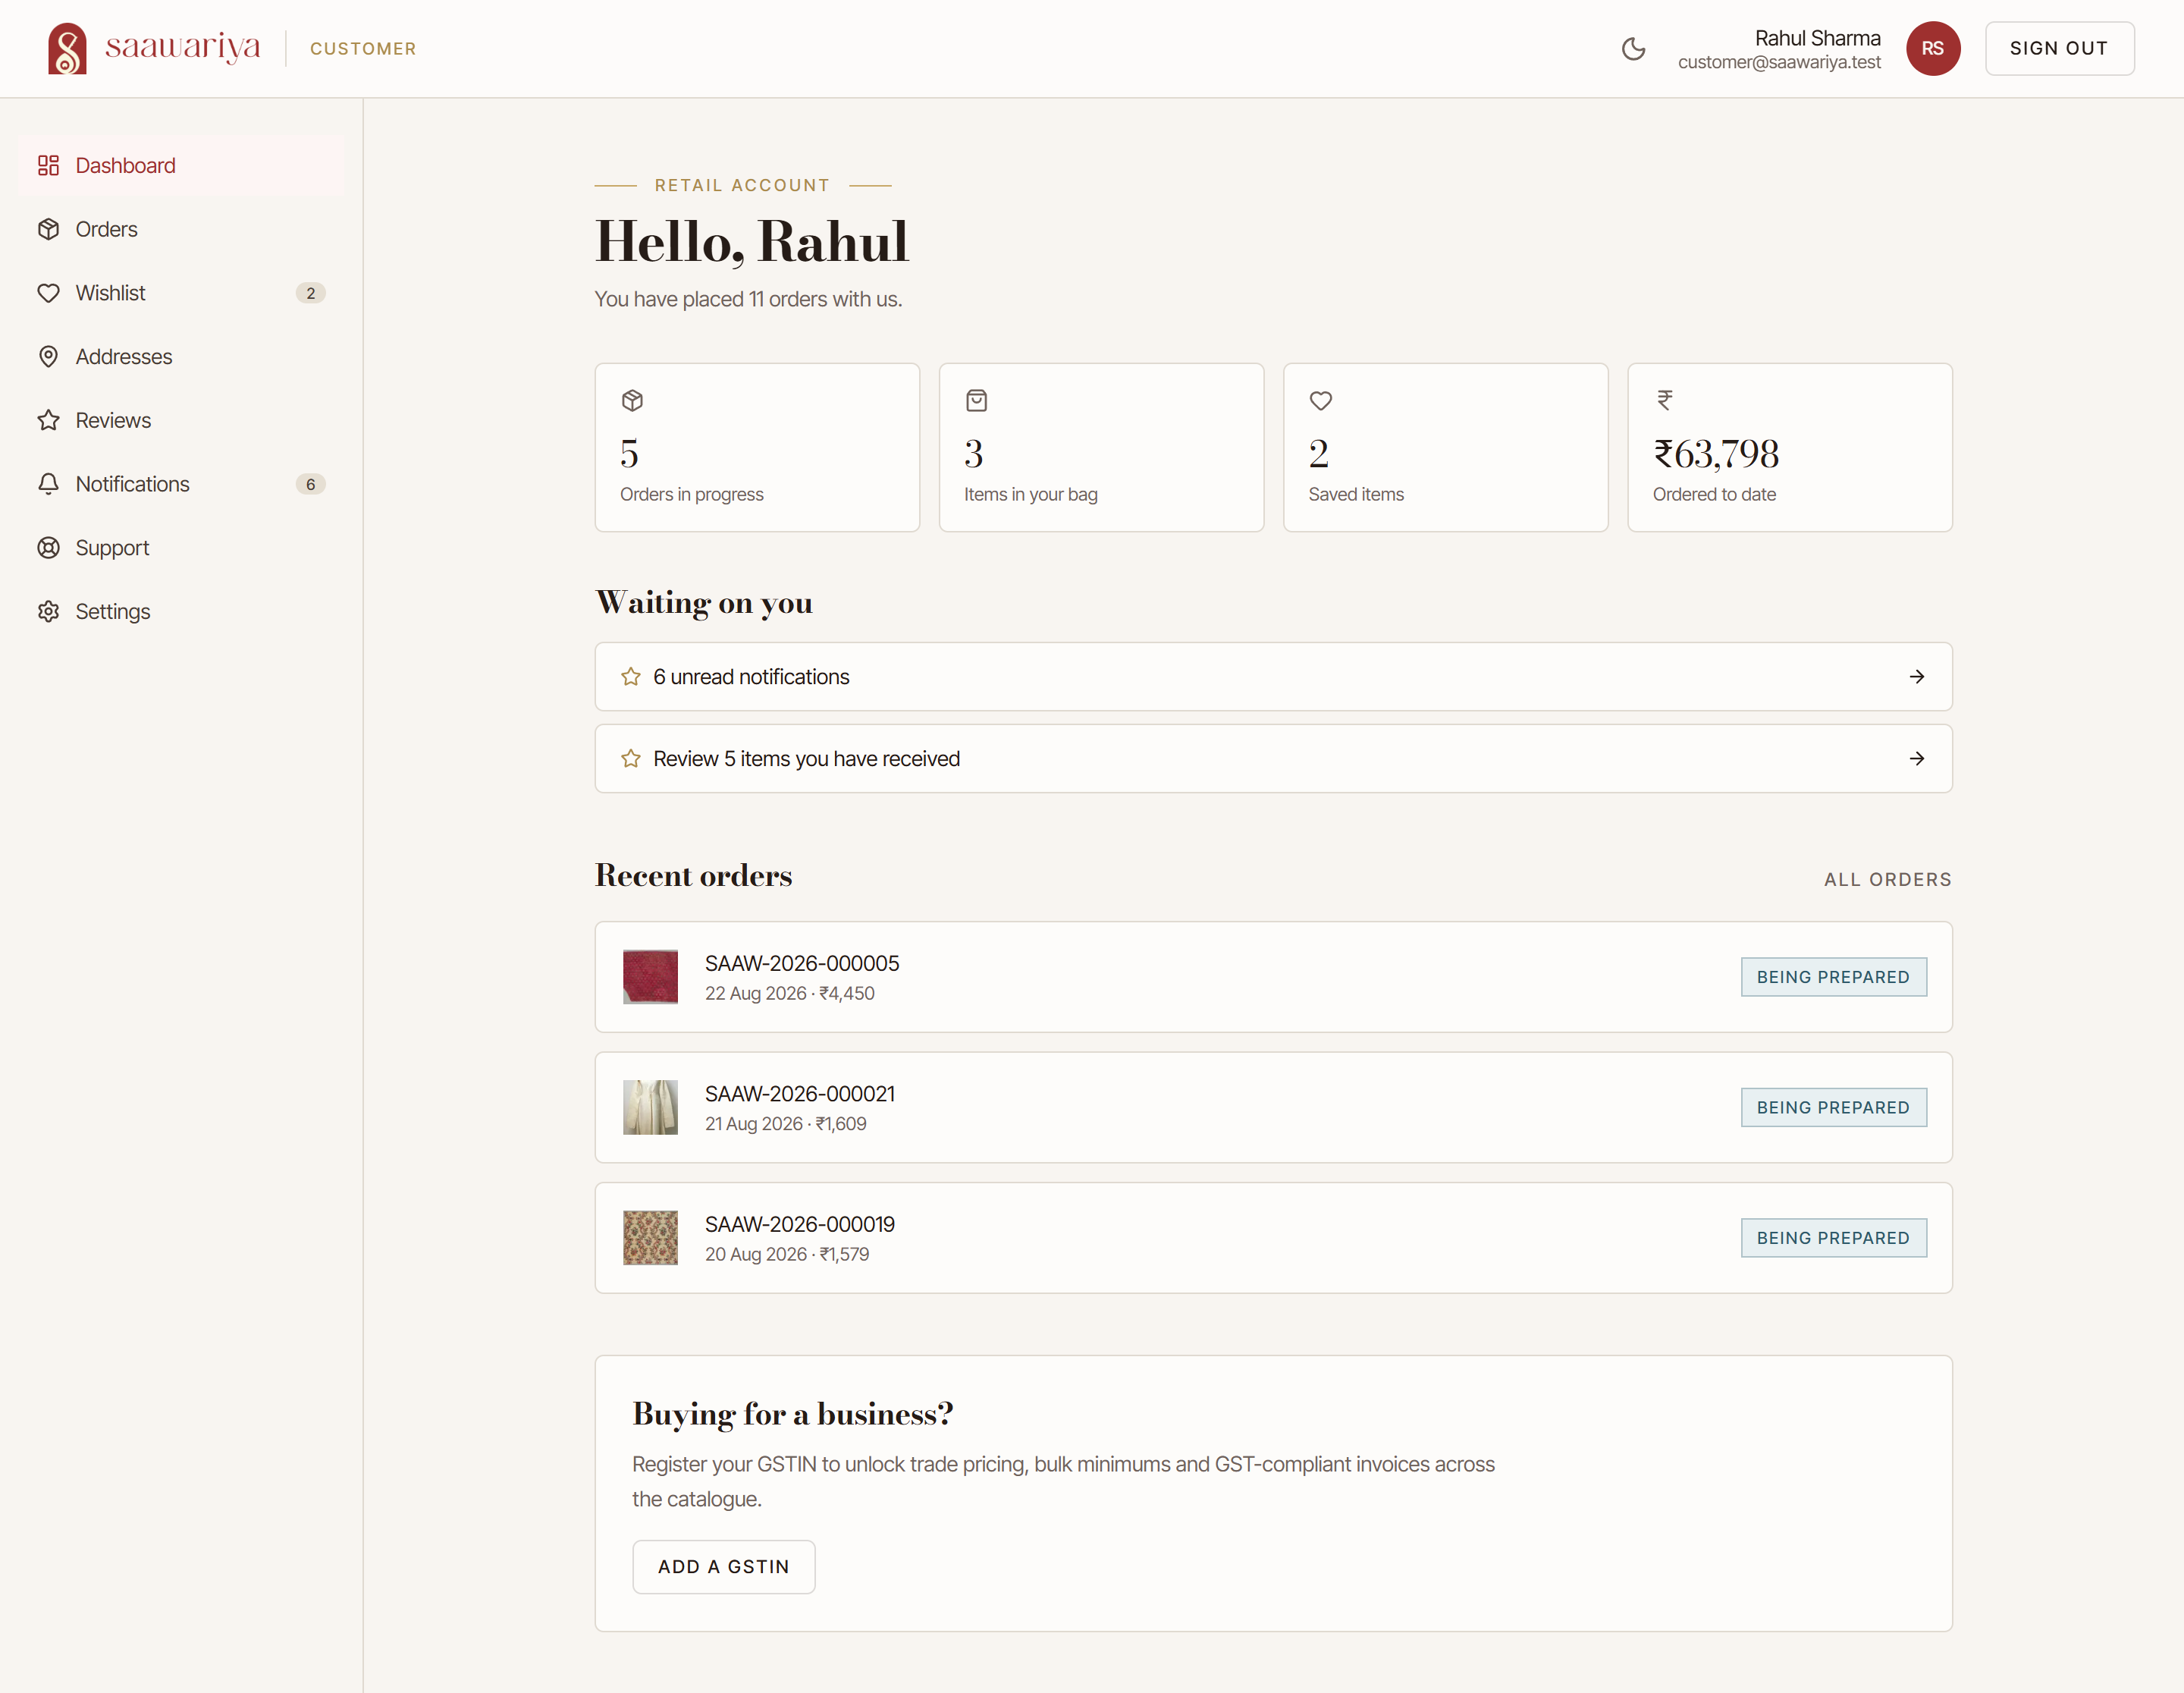 saawariya
CUSTOMER
Rahul Sharma
customer@saawariya.test
RS
SIGN OUT
Dashboard
Orders
Wishlist 2
Addresses
Reviews
Notifications 6
Support
Settings
RETAIL ACCOUNT
Hello, Rahul
You have placed 11 orders with us.
5
Orders in progress
3
Items in your bag
2
Saved items
₹63,798
Ordered to date
Waiting on you
6 unread notifications
Review 5 items you have received
Recent orders
ALL ORDERS
SAAW-2026-000005
22 Aug 2026 · ₹4,450
BEING PREPARED
SAAW-2026-000021
21 Aug 2026 · ₹1,609
BEING PREPARED
SAAW-2026-000019
20 Aug 2026 · ₹1,579
BEING PREPARED
Buying for a business?
Register your GSTIN to unlock trade pricing, bulk minimums and GST-compliant invoices across
the catalogue.
ADD A GSTIN